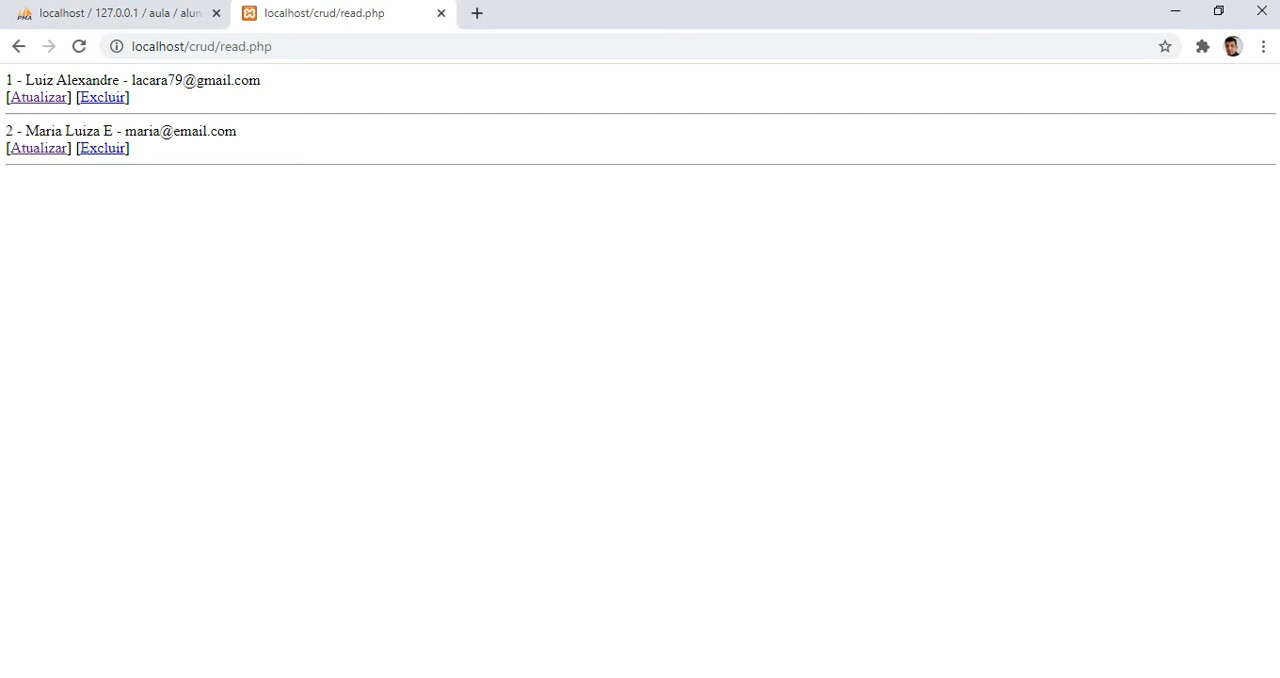 localhost / 127.0.0.1 / aula / alun
localhost/crud/read.php
localhost/crud/read.php
1 - Luiz Alexandre - lacara79@gmail.com
[Atualizar] [Excluir]
2 - Maria Luiza E - maria@email.com
[Atualizar] [Excluir]